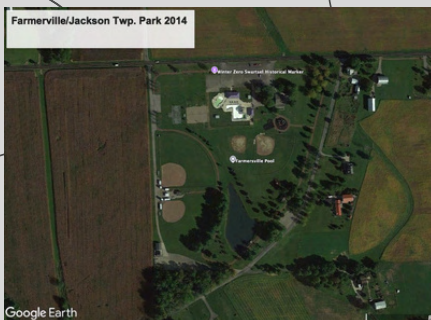 Farmerville/Jackson Twp. Park 2014
Winter Zero Swartsel Historical Marker
Farmersville Pool
Google Earth